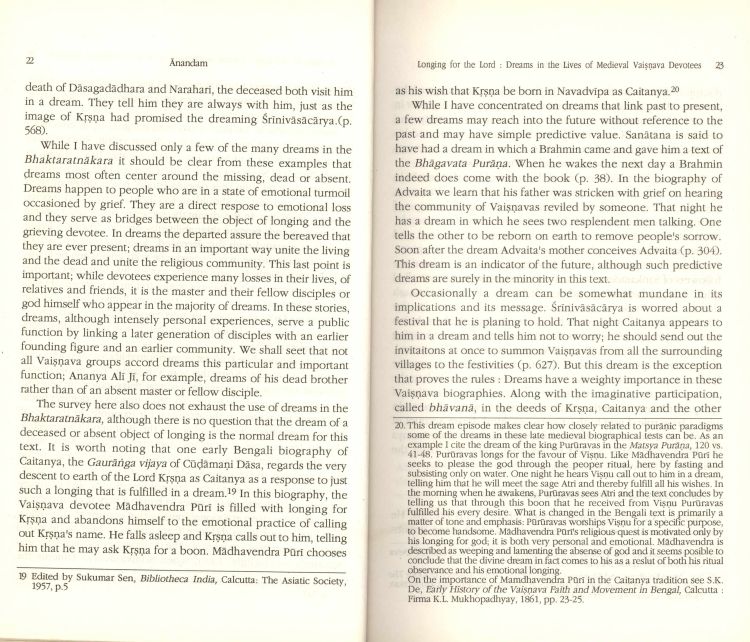 22
Ānandam
death of Dāsagadādhara and Narahari, the deceased both visit him
in a dream. They tell him they are always with him, just as the
image of Kṛṣṇa had promised the dreaming Śrīnivāsācārya.(p.
568).
While I have discussed only a few of the many dreams in the
Bhaktaratnākara it should be clear from these examples that
dreams most often center around the missing, dead or absent.
Dreams happen to people who are in a state of emotional turmoil
occasioned by grief. They are a direct respose to emotional loss
and they serve as bridges between the object of longing and the
grieving devotee. In dreams the departed assure the bereaved that
they are ever present; dreams in an important way unite the living
and the dead and unite the religious community. This last point is
important; while devotees experience many losses in their lives, of
relatives and friends, it is the master and their fellow disciples or
god himself who appear in the majority of dreams. In these stories,
dreams, although intensely personal experiences, serve a public
function by linking a later generation of disciples with an earlier
founding figure and an earlier community. We shall seet that not
all Vaiṣṇava groups accord dreams this particular and important
function; Ananya Alī Jī, for example, dreams of his dead brother
rather than of an absent master or fellow disciple.
The survey here also does not exhaust the use of dreams in the
Bhaktaratnākara, although there is no question that the dream of a
deceased or absent object of longing is the normal dream for this
text. It is worth noting that one early Bengali biography of
Caitanya, the Gaurāṅga vijaya of Cūḍāmaṇi Dāsa, regards the very
descent to earth of the Lord Kṛṣṇa as Caitanya as a response to just
such a longing that is fulfilled in a dream.19 In this biography, the
Vaiṣṇava devotee Mādhavendra Pūrī is filled with longing for
Kṛṣṇa and abandons himself to the emotional practice of calling
out Kṛṣṇa's name. He falls asleep and Kṛṣṇa calls out to him, telling
him that he may ask Kṛṣṇa for a boon. Mādhavendra Pūrī chooses
19 Edited by Sukumar Sen, Bibliotheca India, Calcutta: The Asiatic Society,
1957, p.5
Longing for the Lord : Dreams in the Lives of Medieval Vaiṣṇava Devotees 23
as his wish that Kṛṣṇa be born in Navadvīpa as Caitanya.20
While I have concentrated on dreams that link past to present,
a few dreams may reach into the future without reference to the
past and may have simple predictive value. Sanātana is said to
have had a dream in which a Brahmin came and gave him a text of
the Bhāgavata Purāṇa. When he wakes the next day a Brahmin
indeed does come with the book (p. 38). In the biography of
Advaita we learn that his father was stricken with grief on hearing
the community of Vaiṣṇavas reviled by someone. That night he
has a dream in which he sees two resplendent men talking. One
tells the other to be reborn on earth to remove people's sorrow.
Soon after the dream Advaita's mother conceives Advaita (p. 304).
This dream is an indicator of the future, although such predictive
dreams are surely in the minority in this text.
Occasionally a dream can be somewhat mundane in its
implications and its message. Śrīnivāsācārya is worred about a
festival that he is planing to hold. That night Caitanya appears to
him in a dream and tells him not to worry; he should send out the
invitaitons at once to summon Vaiṣṇavas from all the surrounding
villages to the festivities (p. 627). But this dream is the exception
that proves the rules : Dreams have a weighty importance in these
Vaiṣṇava biographies. Along with the imaginative participation,
called bhāvanā, in the deeds of Kṛṣṇa, Caitanya and the other
20. This dream episode makes clear how closely related to purāṇic paradigms
some of the dreams in these late medieval biographical tests can be. As an
example I cite the dream of the king Purūravas in the Matsya Purāṇa, 120 vs.
41-48. Purūravas longs for the favour of Viṣṇu. Like Mādhavendra Pūrī he
seeks to please the god through the peoper ritual, here by fasting and
subsisting only on water. One night he hears Viṣṇu call out to him in a dream,
telling him that he will meet the sage Atri and thereby fulfill all his wishes. In
the morning when he awakens, Purūravas sees Atri and the text concludes by
telling us that through this boon that he received from Viṣṇu Purūravas
fulfilled his every desire. What is changed in the Bengali text is primarily a
matter of tone and emphasis: Pūrūravas worships Viṣṇu for a specific purpose,
to become handsome. Mādhavendra Pūrī's religious quest is motivated only by
his longing for god; it is both very personal and emotional. Mādhavendra is
described as weeping and lamenting the absense of god and it seems posible to
conclude that the divine dream in fact comes to his as a reslut of both his ritual
observance and his emotional longing.
On the importance of Mamdhavendra Pūrī in the Caitanya tradition see S.K.
De, Early History of the Vaiṣṇava Faith and Movement in Bengal, Calcutta :
Firma K.L. Mukhopadhyay, 1861, pp. 23-25.